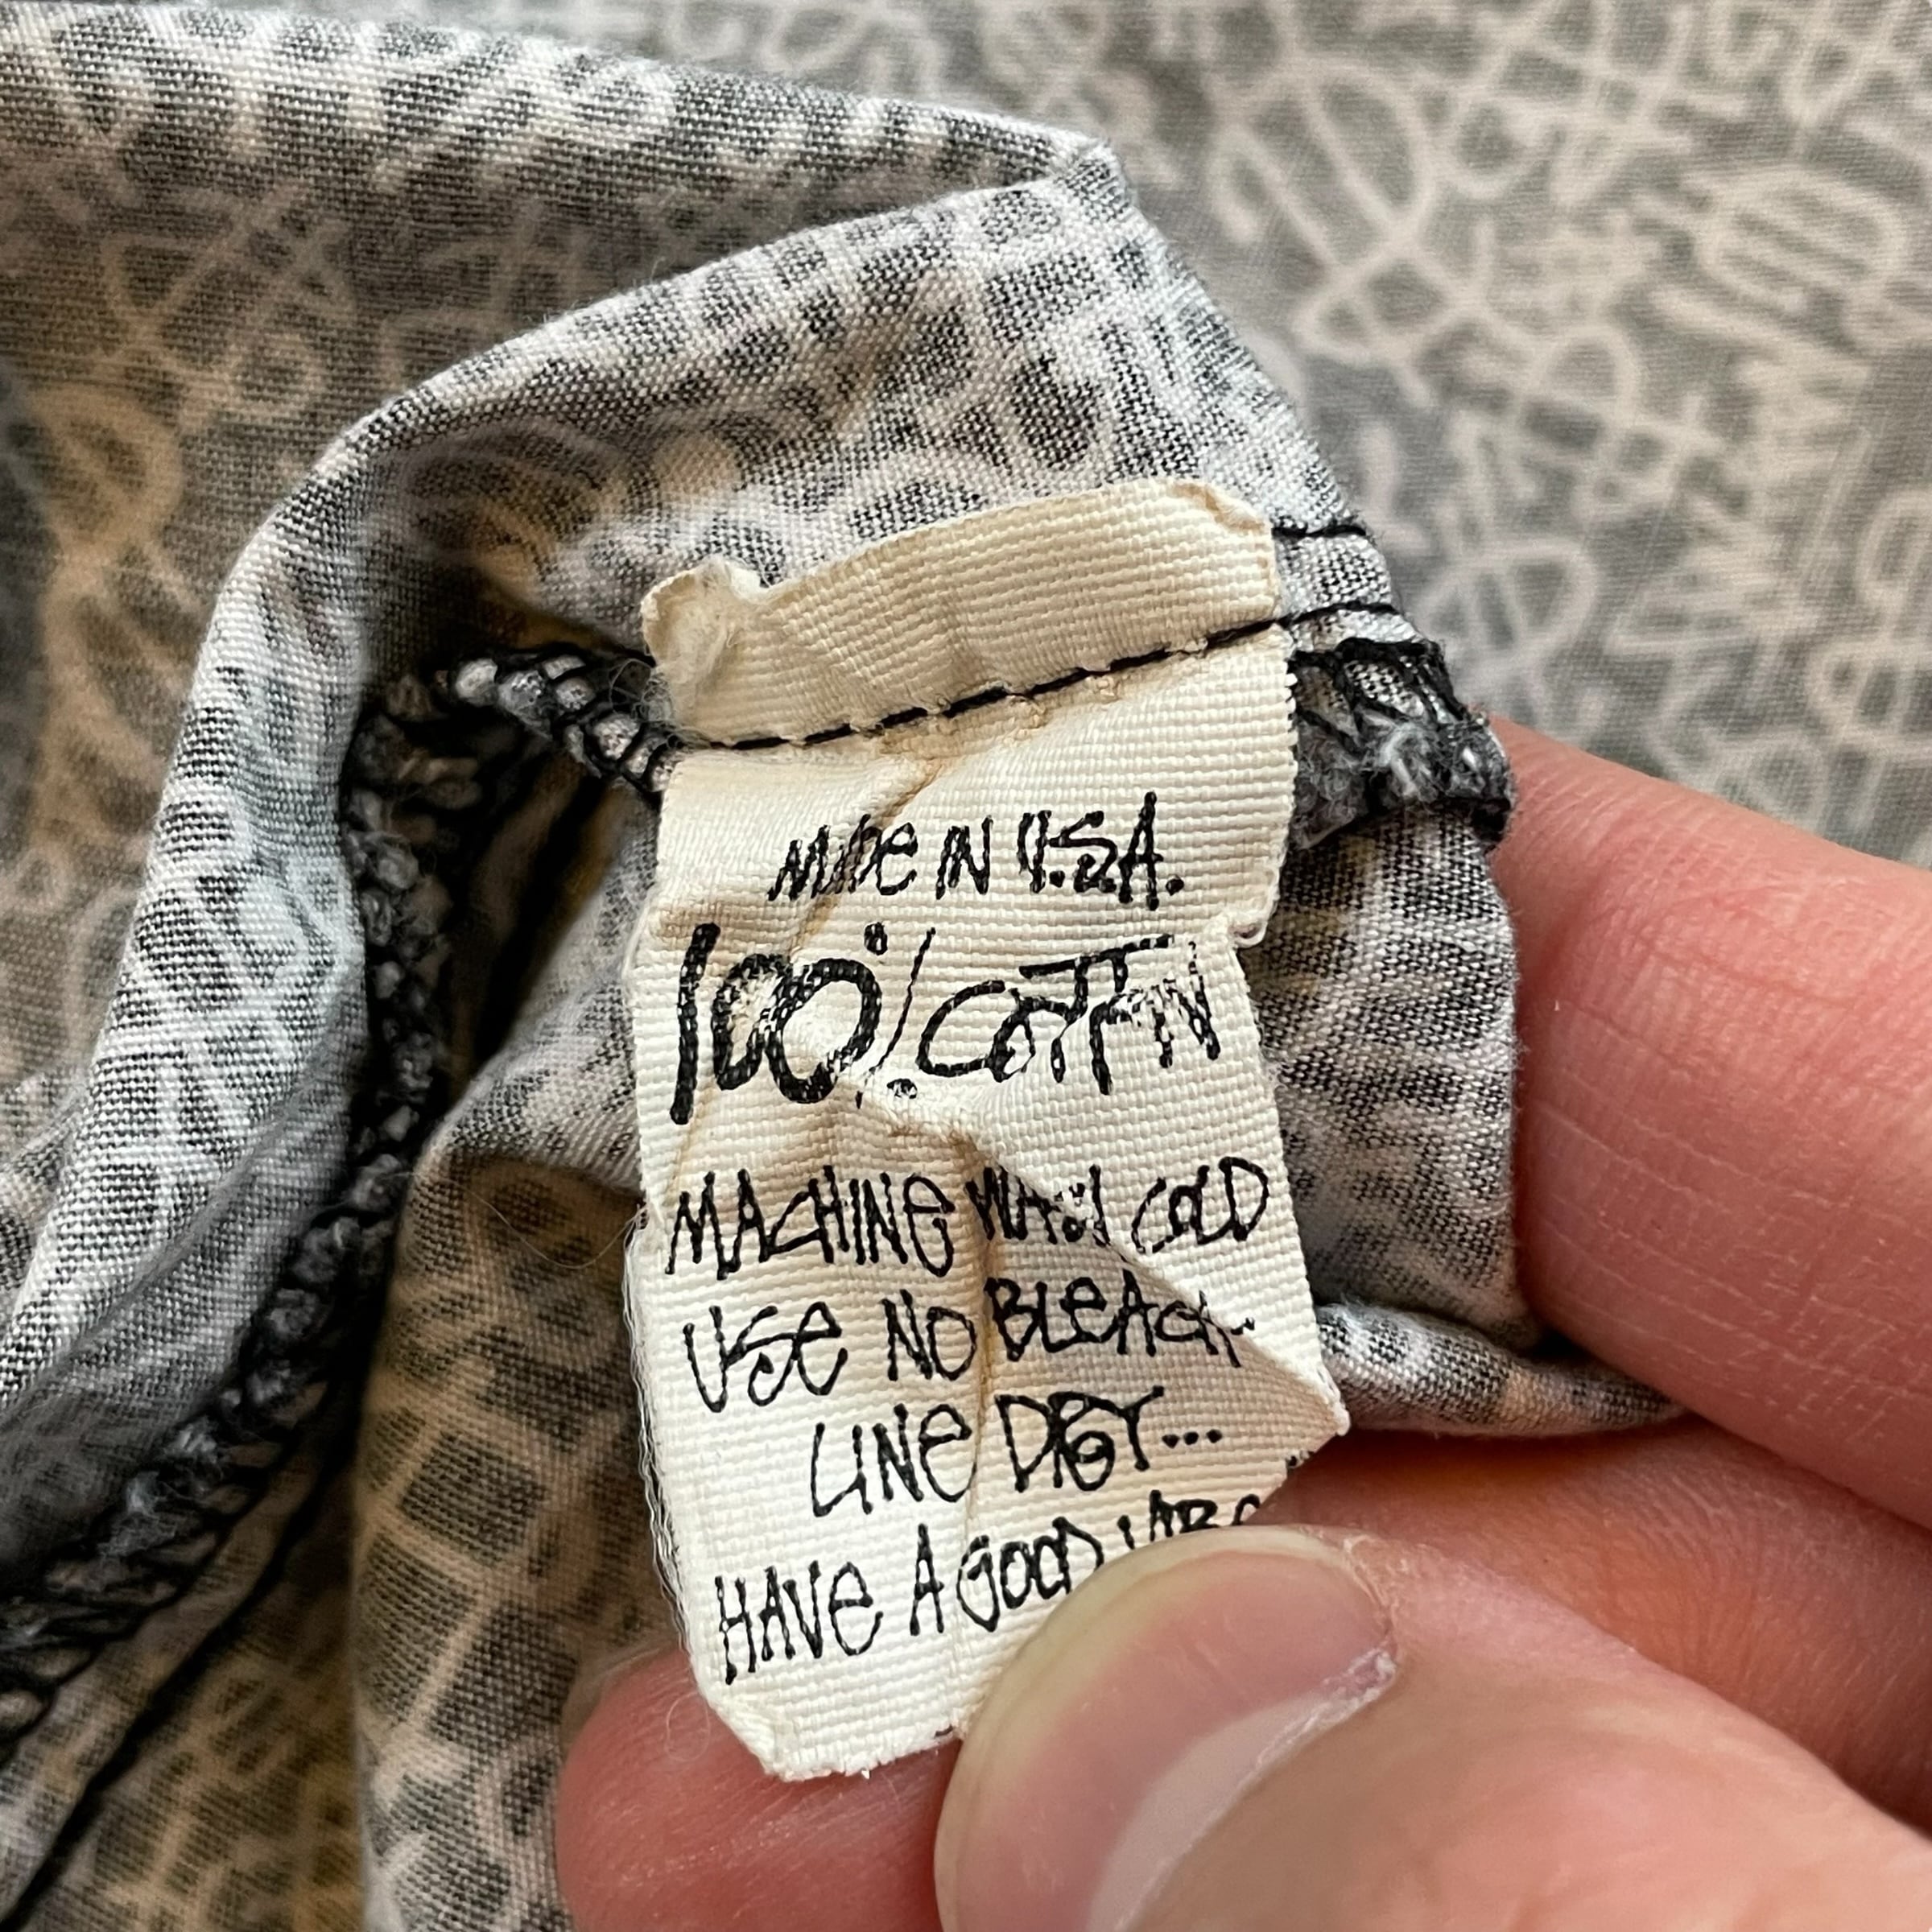 MADE IN U.S.A.
100% COTTON
MACHINE WASH COLD
USE NO BLEACH
LINE DRY...
HAVE A GOOD